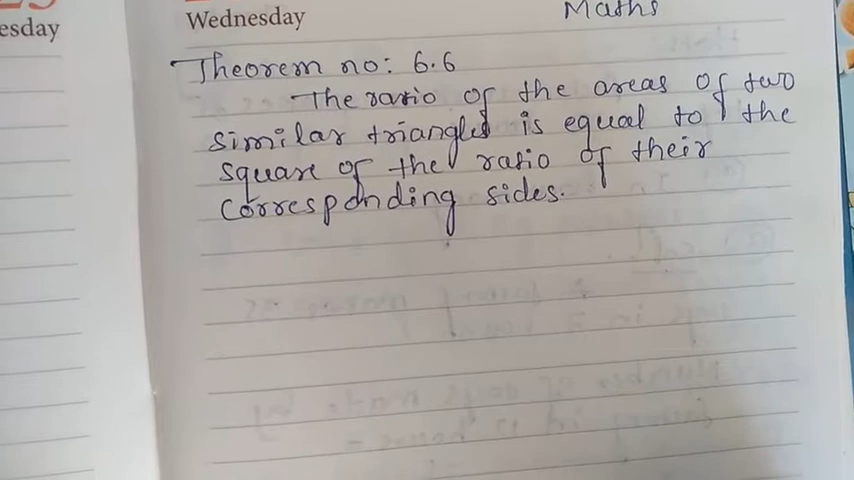 esday
Wednesday
Maths
Theorem no: 6.6
The ratio of the areas of two
similar triangles is equal to the
square of the ratio of their
corresponding sides.